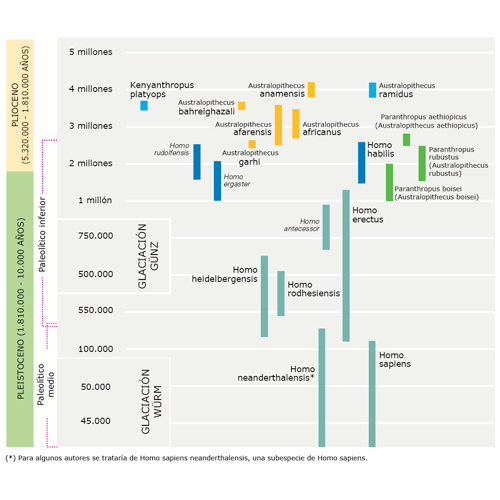 PLIOCENO
(5.320.000 - 1.810.000 AÑOS)
PLEISTOCENO (1.810.000 - 10.000 AÑOS)
Paleolítico inferior
Paleolítico
medio
5 millones
4 millones
3 millones
2 millones
1 millón
750.000
500.000
550.000
100.000
50.000
45.000
GLACIACIÓN
GÜNZ
GLACIACIÓN
WÜRM
Kenyanthropus
platyops
Australopithecus
bahrelghazali
Australopithecus
anamensis
Australopithecus
ramidus
Australopithecus
afarensis
Australopithecus
africanus
Australopithecus
garhi
Paranthropus aethiopicus
(Australopithecus aethiopicus)
Homo
rudolfensis
Homo
ergaster
Homo
habilis
Paranthropus
rubustus
(Australopithecus
rubustus)
Paranthropus boisei
(Australopithecus boisei)
Homo
antecessor
Homo
erectus
Homo
heidelbergensis
Homo
rodhesiensis
Homo
neanderthalensis*
Homo
sapiens
(*) Para algunos autores se trataría de Homo sapiens neanderthalensis, una subespecie de Homo sapiens.